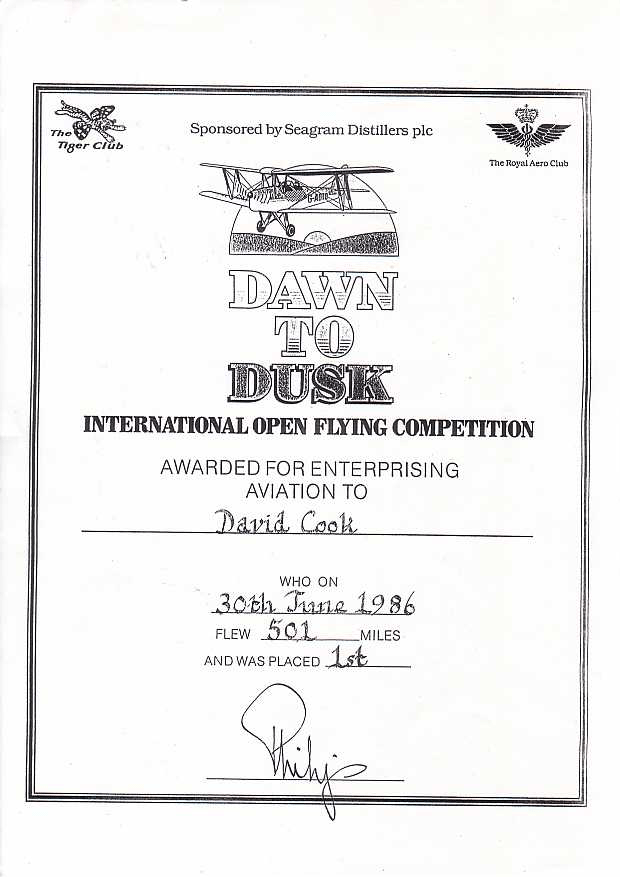 The
Tiger Club
Sponsored by Seagram Distillers plc
The Royal Aero Club
DAWN
TO
DUSK
INTERNATIONAL OPEN FLYING COMPETITION
AWARDED FOR ENTERPRISING
AVIATION TO
David Cook
WHO ON
30th June 1986
FLEW 501 MILES
AND WAS PLACED 1st
Philip